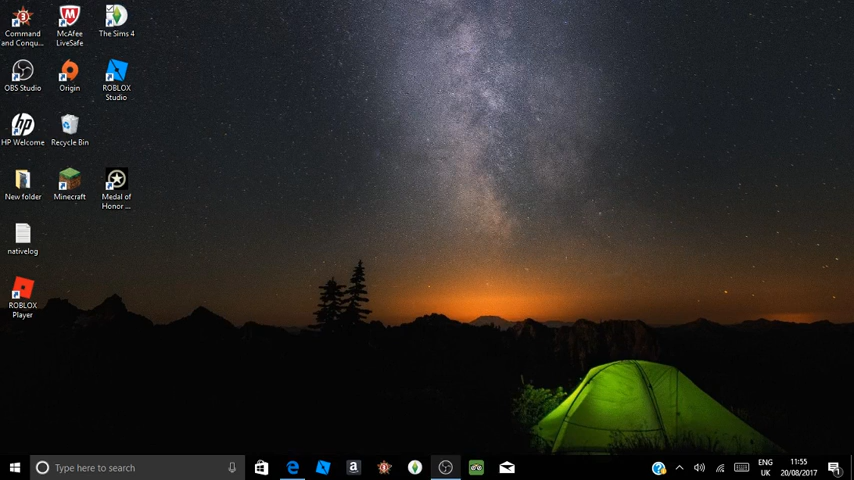 Command
and Conqu...
McAfee
LiveSafe
The Sims 4
OBS Studio
Origin
ROBLOX
Studio
HP Welcome
Recycle Bin
New folder
Minecraft
Medal of
Honor ...
nativelog
ROBLOX
Player
Type here to search
ENG
UK
11:55
20/08/2017